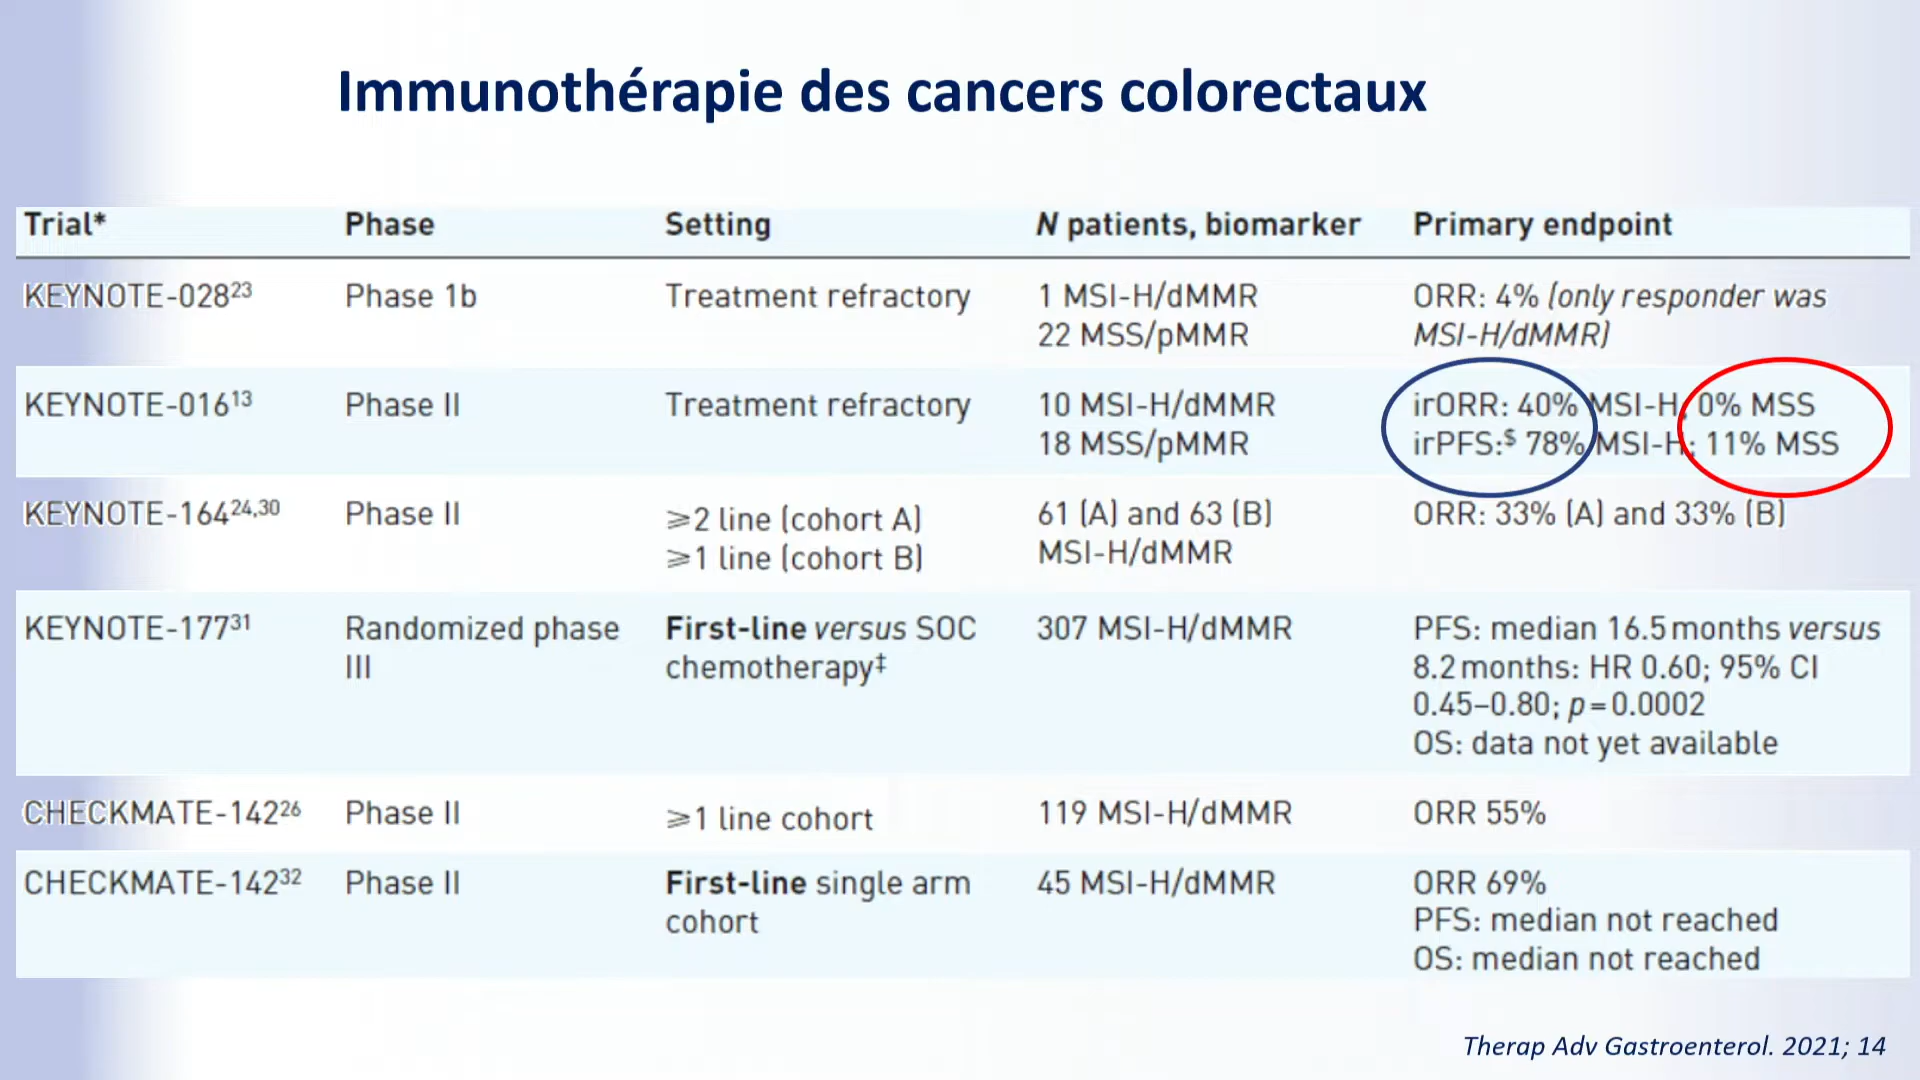 Immunothérapie des cancers colorectaux
Trial* Phase Setting N patients, biomarker Primary endpoint
KEYNOTE-028²³ Phase 1b Treatment refractory 1 MSI-H/dMMR ORR: 4% (only responder was
22 MSS/pMMR MSI-H/dMMR)
KEYNOTE-016¹³ Phase II Treatment refractory 10 MSI-H/dMMR irORR: 40% MSI-H, 0% MSS
18 MSS/pMMR irPFS:$ 78% MSI-H; 11% MSS
KEYNOTE-164²⁴,³⁰ Phase II ⩾2 line (cohort A) 61 (A) and 63 (B) ORR: 33% (A) and 33% (B)
⩾1 line (cohort B) MSI-H/dMMR
KEYNOTE-177³¹ Randomized phase First-line versus SOC 307 MSI-H/dMMR PFS: median 16.5 months versus
III chemotherapy‡ 8.2 months: HR 0.60; 95% CI
0.45–0.80; p = 0.0002
OS: data not yet available
CHECKMATE-142²⁶ Phase II ⩾1 line cohort 119 MSI-H/dMMR ORR 55%
CHECKMATE-142³² Phase II First-line single arm 45 MSI-H/dMMR ORR 69%
cohort PFS: median not reached
OS: median not reached
Therap Adv Gastroenterol. 2021; 14